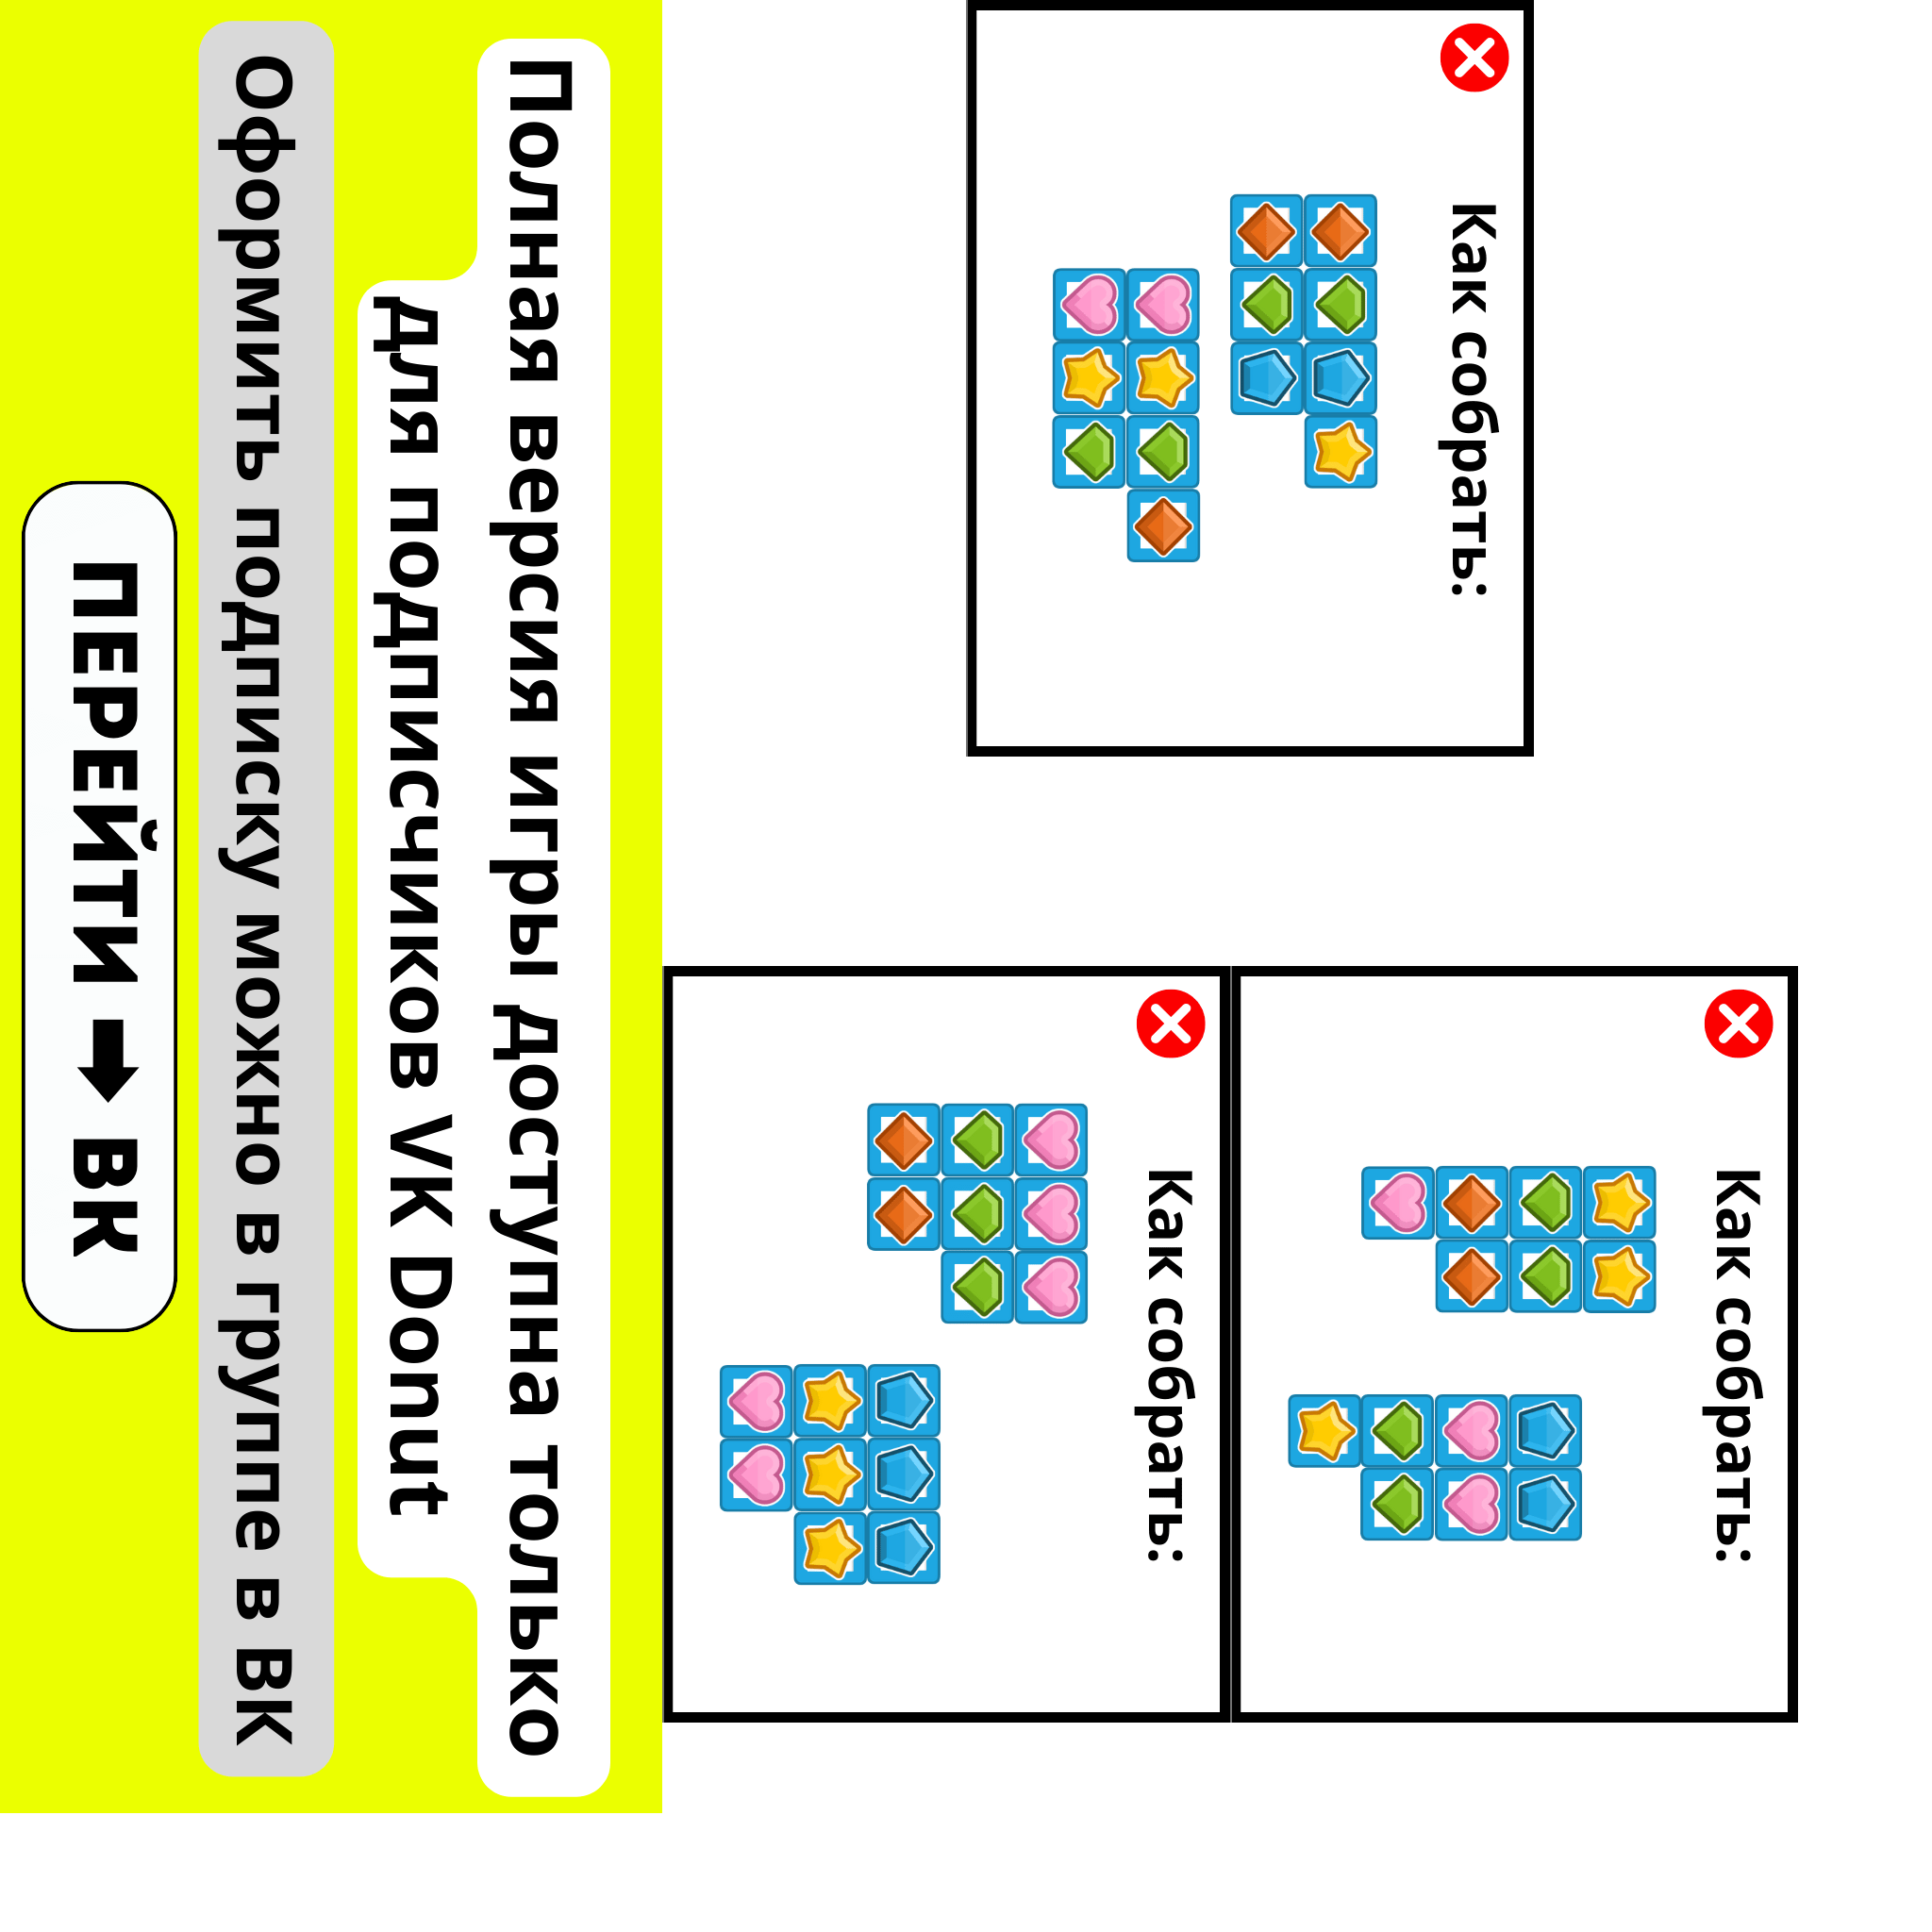 Как собрать:
Как собрать:
Как собрать:
Полная версия игры доступна только
для подписчиков VK Donut
Оформить подписку можно в группе в ВК
ПЕРЕЙТИ ➡ ВК